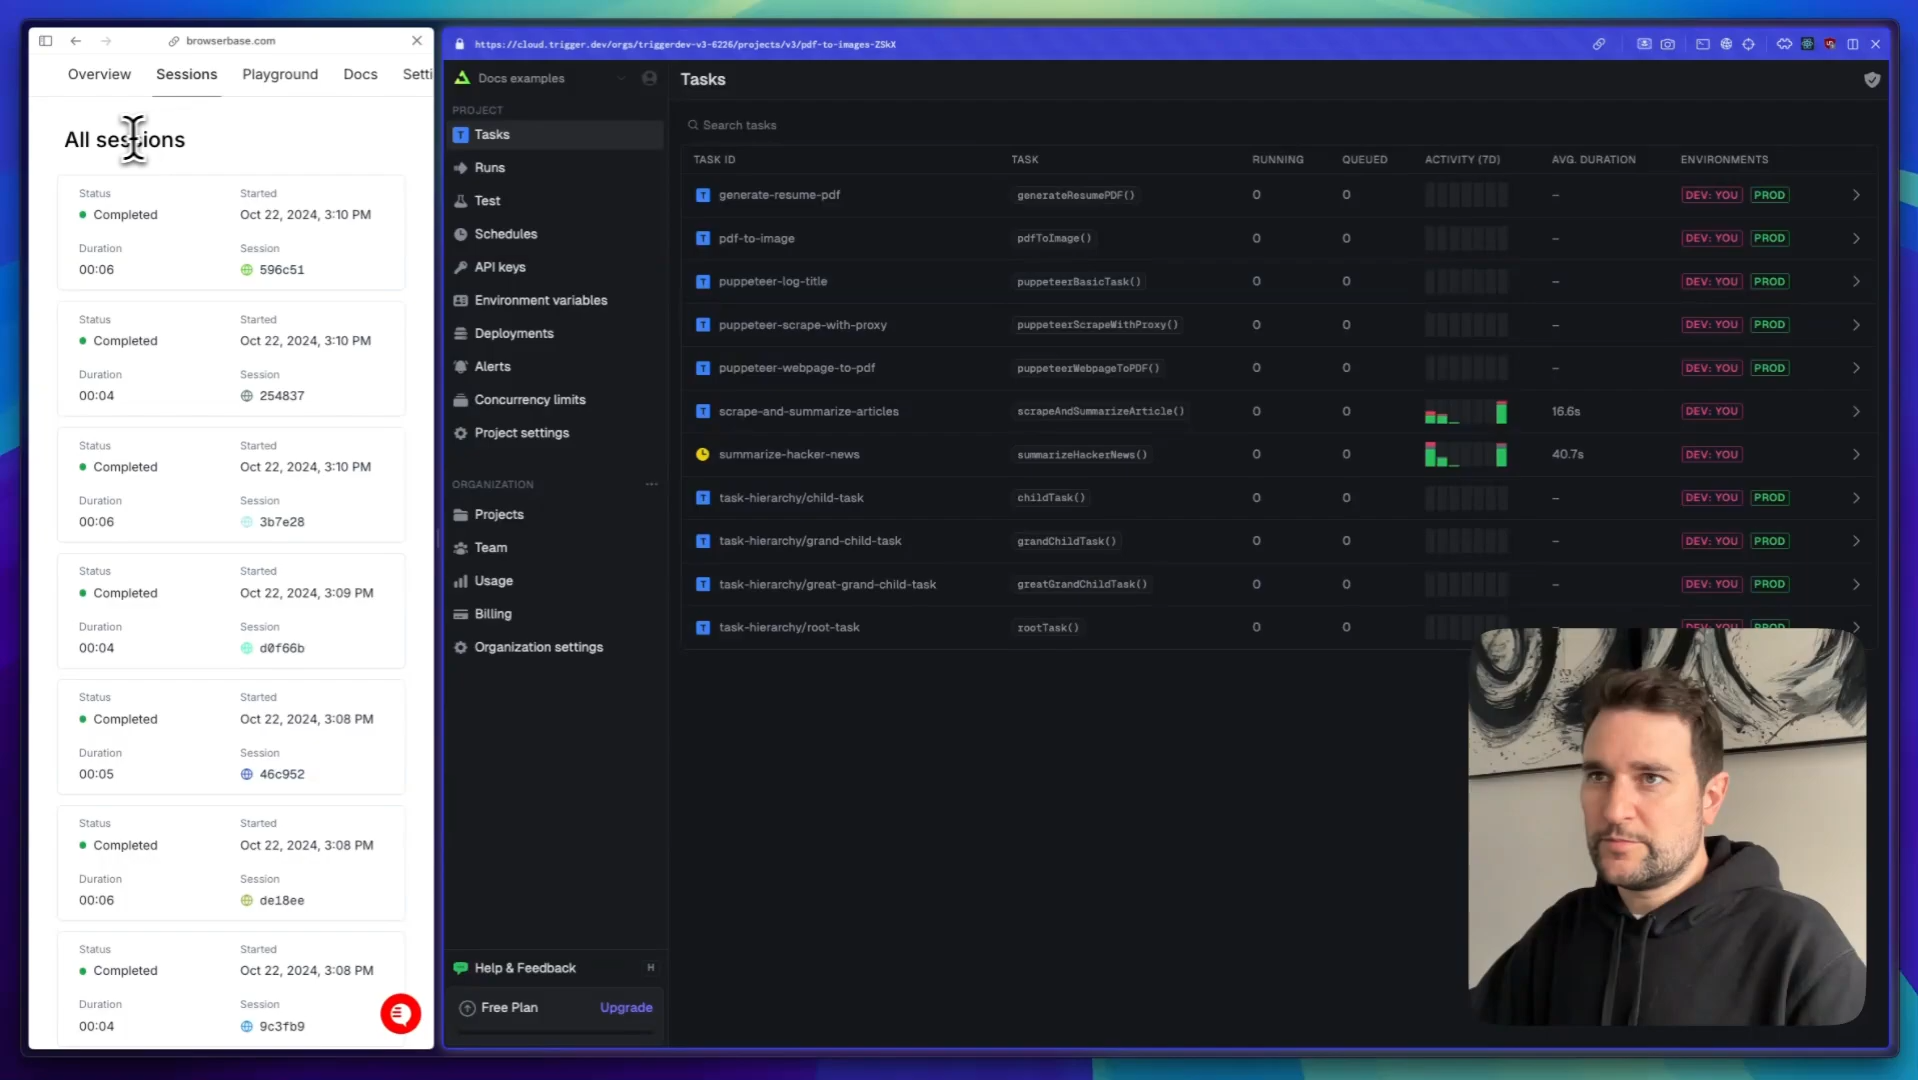 browserbase.com
Overview Sessions Playground Docs Setti
All sessions
Status Started
Completed Oct 22, 2024, 3:10 PM
Duration Session
00:06 596c51
Status Started
Completed Oct 22, 2024, 3:10 PM
Duration Session
00:04 254837
Status Started
Completed Oct 22, 2024, 3:10 PM
Duration Session
00:06 3b7e28
Status Started
Completed Oct 22, 2024, 3:09 PM
Duration Session
00:04 d0f66b
Status Started
Completed Oct 22, 2024, 3:08 PM
Duration Session
00:05 46c952
Status Started
Completed Oct 22, 2024, 3:08 PM
Duration Session
00:06 de18ee
Status Started
Completed Oct 22, 2024, 3:08 PM
Duration Session
00:04 9c3fb9
https://cloud.trigger.dev/orgs/triggerdev-v3-6226/projects/v3/pdf-to-images-ZSkX
Docs examples
PROJECT
Tasks
Runs
Test
Schedules
API keys
Environment variables
Deployments
Alerts
Concurrency limits
Project settings
ORGANIZATION
Projects
Team
Usage
Billing
Organization settings
Help & Feedback H
Free Plan Upgrade
Tasks
Search tasks
TASK ID TASK RUNNING QUEUED ACTIVITY (7D) AVG. DURATION ENVIRONMENTS
T generate-resume-pdf generateResumePDF() 0 0 – DEV: YOU PROD
T pdf-to-image pdfToImage() 0 0 – DEV: YOU PROD
T puppeteer-log-title puppeteerBasicTask() 0 0 – DEV: YOU PROD
T puppeteer-scrape-with-proxy puppeteerScrapeWithProxy() 0 0 – DEV: YOU PROD
T puppeteer-webpage-to-pdf puppeteerWebpageToPDF() 0 0 – DEV: YOU PROD
T scrape-and-summarize-articles scrapeAndSummarizeArticle() 0 0 16.6s DEV: YOU
summarize-hacker-news summarizeHackerNews() 0 0 40.7s DEV: YOU
T task-hierarchy/child-task childTask() 0 0 – DEV: YOU PROD
T task-hierarchy/grand-child-task grandChildTask() 0 0 – DEV: YOU PROD
T task-hierarchy/great-grand-child-task greatGrandChildTask() 0 0 – DEV: YOU PROD
T task-hierarchy/root-task rootTask() 0 0 – DEV: YOU PROD